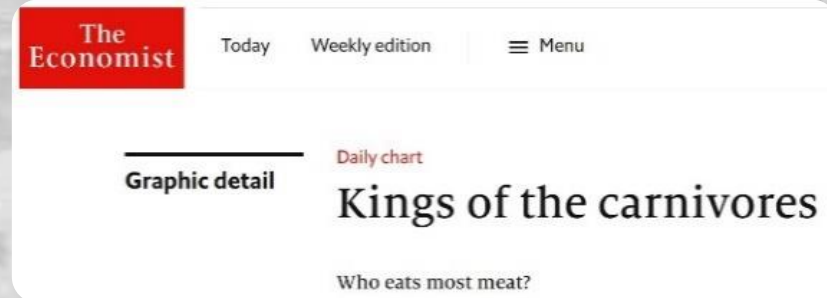 The
Economist
Today Weekly edition Menu
Graphic detail
Daily chart
Kings of the carnivores
Who eats most meat?